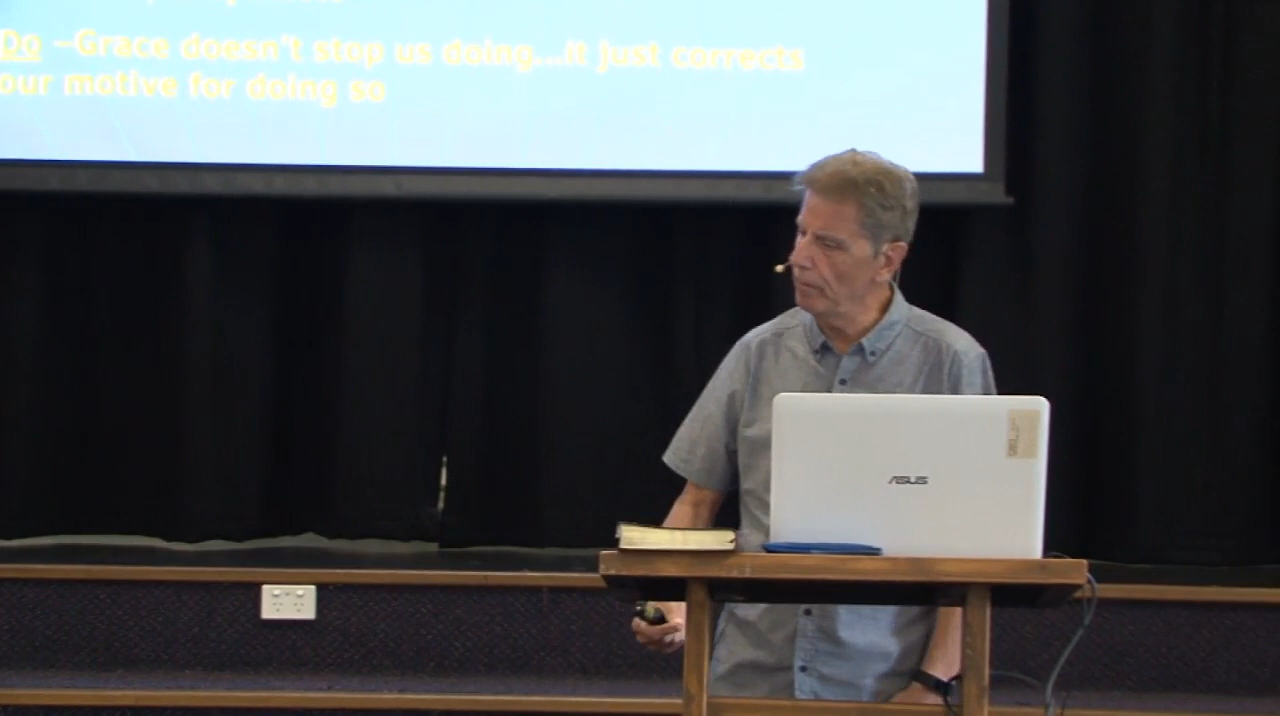 Do –Grace doesn't stop us doing...it just corrects
our motive for doing so
ASUS